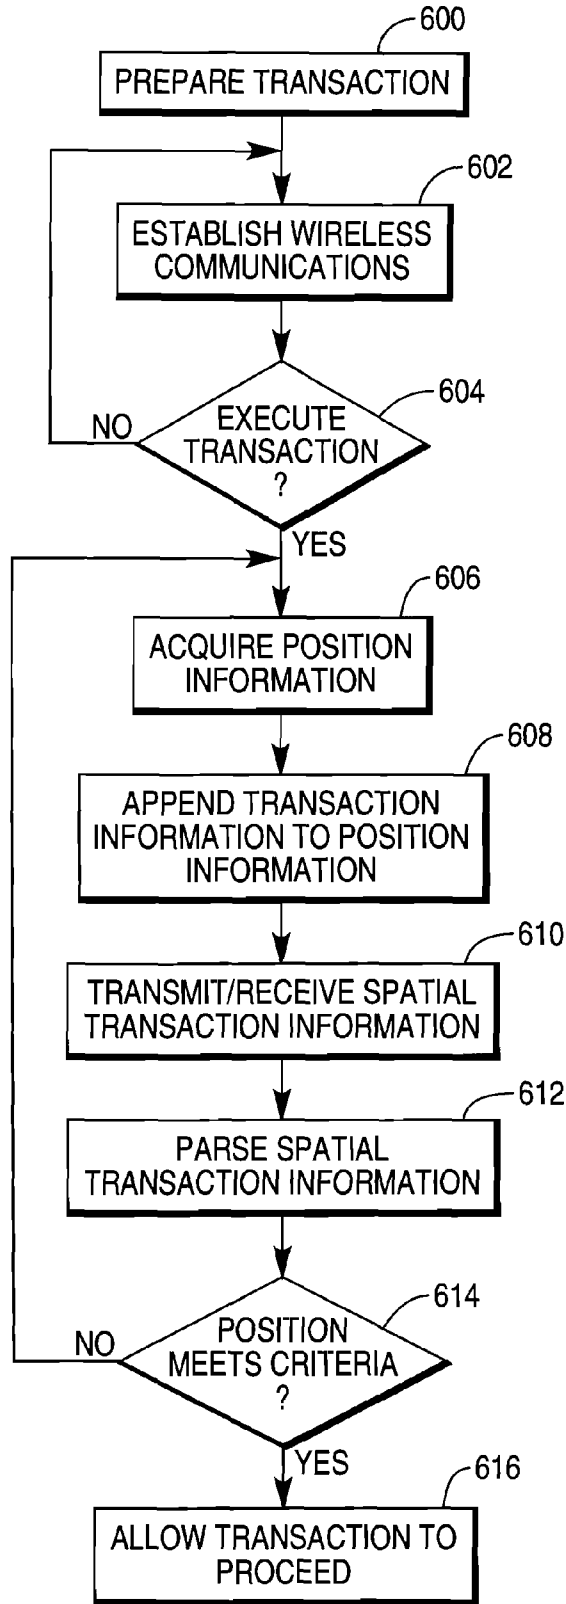 600
PREPARE TRANSACTION
602
ESTABLISH WIRELESS
COMMUNICATIONS
604
NO
EXECUTE
TRANSACTION
?
YES
606
ACQUIRE POSITION
INFORMATION
608
APPEND TRANSACTION
INFORMATION TO POSITION
INFORMATION
610
TRANSMIT/RECEIVE SPATIAL
TRANSACTION INFORMATION
612
PARSE SPATIAL
TRANSACTION INFORMATION
614
NO
POSITION
MEETS CRITERIA
?
YES
616
ALLOW TRANSACTION TO
PROCEED